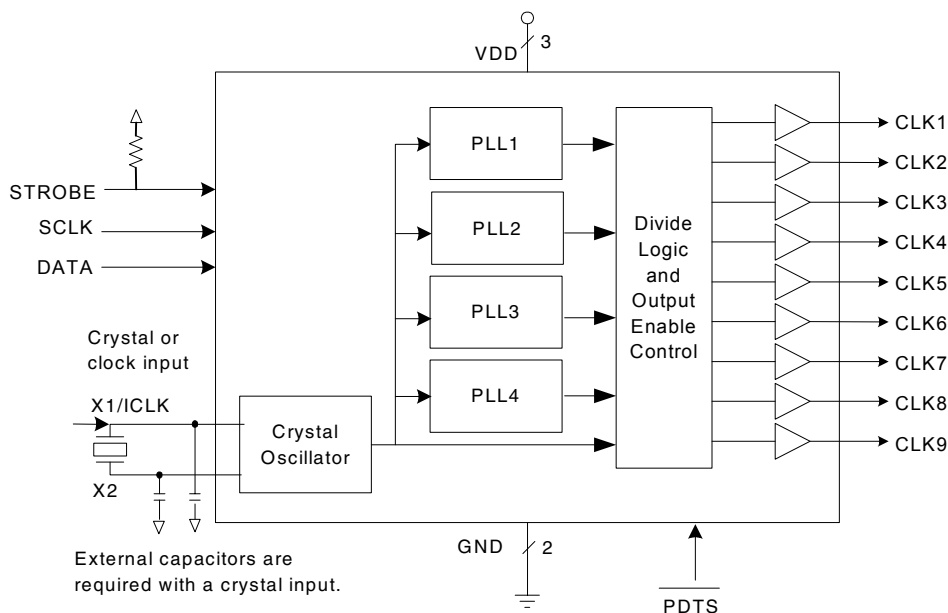 VDD
3
STROBE
SCLK
DATA
Crystal or
clock input
X1/ICLK
X2
External capacitors are
required with a crystal input.
Crystal
Oscillator
PLL1
PLL2
PLL3
PLL4
Divide
Logic
and
Output
Enable
Control
CLK1
CLK2
CLK3
CLK4
CLK5
CLK6
CLK7
CLK8
CLK9
GND
2
PDTS